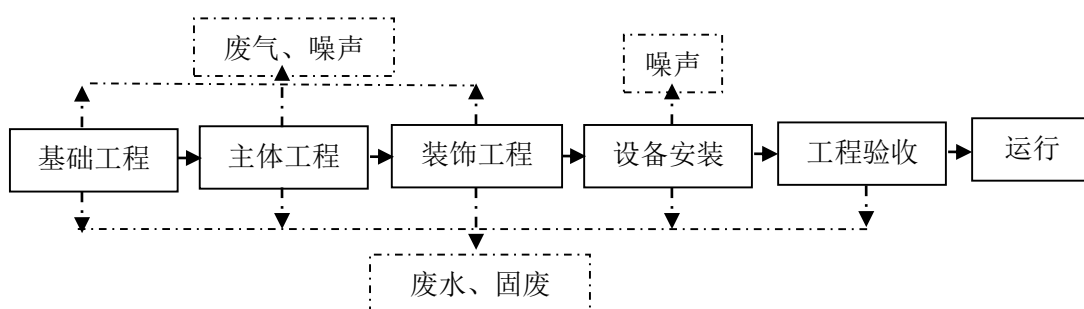 废气、噪声
噪声
基础工程
主体工程
装饰工程
设备安装
工程验收
运行
废水、固废